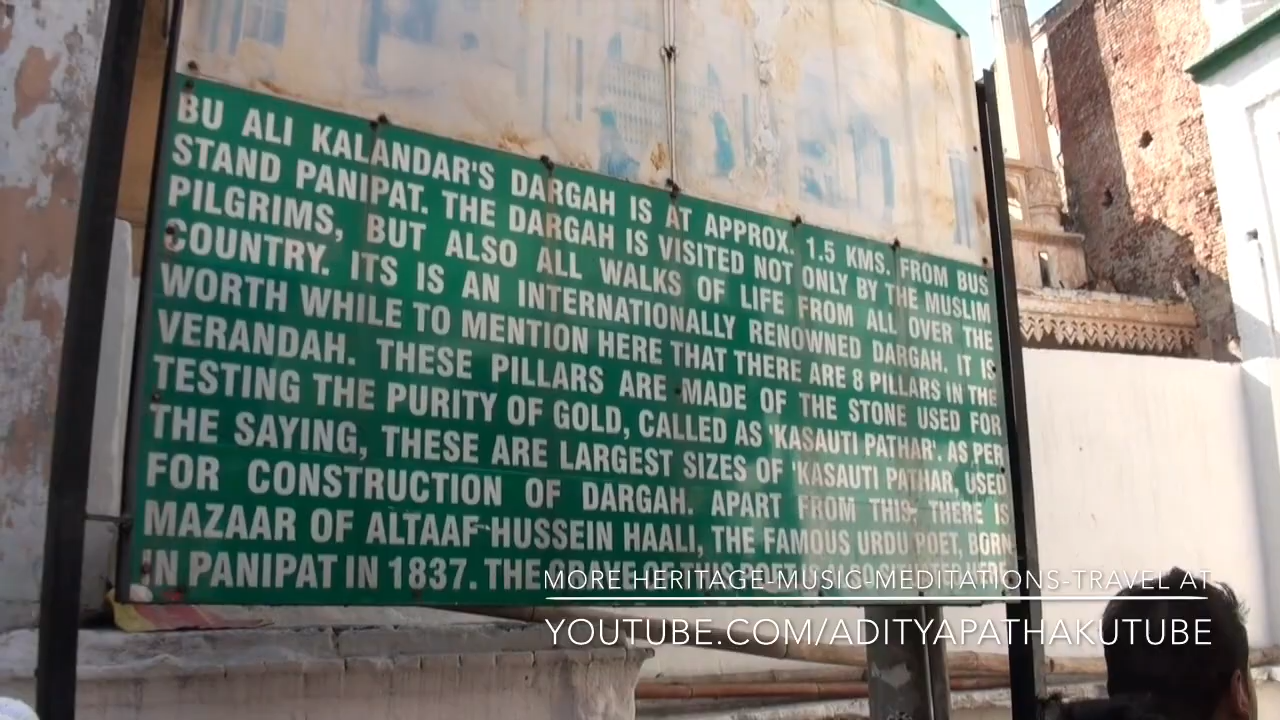 BU ALI KALANDAR'S DARGAH IS AT APPROX. 1.5 KMS. FROM BUS
STAND PANIPAT. THE DARGAH IS VISITED NOT ONLY BY THE MUSLIM
PILGRIMS, BUT ALSO ALL WALKS OF LIFE FROM ALL OVER THE
COUNTRY. ITS IS AN INTERNATIONALLY RENOWNED DARGAH. IT IS
WORTH WHILE TO MENTION HERE THAT THERE ARE 8 PILLARS IN THE
VERANDAH. THESE PILLARS ARE MADE OF THE STONE USED FOR
TESTING THE PURITY OF GOLD, CALLED AS 'KASAUTI PATHAR'. AS PER
THE SAYING, THESE ARE LARGEST SIZES OF 'KASAUTI PATHAR, USED
FOR CONSTRUCTION OF DARGAH. APART FROM THIS, THERE IS
MAZAAR OF ALTAAF HUSSEIN HAALI, THE FAMOUS URDU POET, BORN
IN PANIPAT IN 1837. THE
MORE HERITAGE-MUSIC-MEDITATIONS-TRAVEL AT
YOUTUBE.COM/ADITYAPATHAKUTUBE